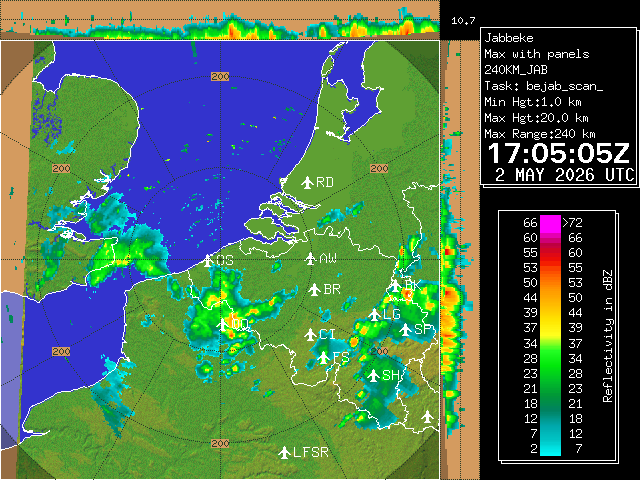 10.7
Jabbeke
Max with panels
240KM_JAB
Task: bejab_scan_
Min Hgt:1.0 km
Max Hgt:20.0 km
Max Range:240 km
17:05:05Z
2 MAY 2026 UTC
200
200
200
RD
OS
AW
BR
BK
LG
CI
SP
FS
200
200
SH
200
LFSR
66 >72
60 66
55 60
53 55
50 53
44 50
39 44
38 39
34 38
28 34
23 28
21 23
18 21
12 18
7 12
2 7
Reflectivity in dBZ